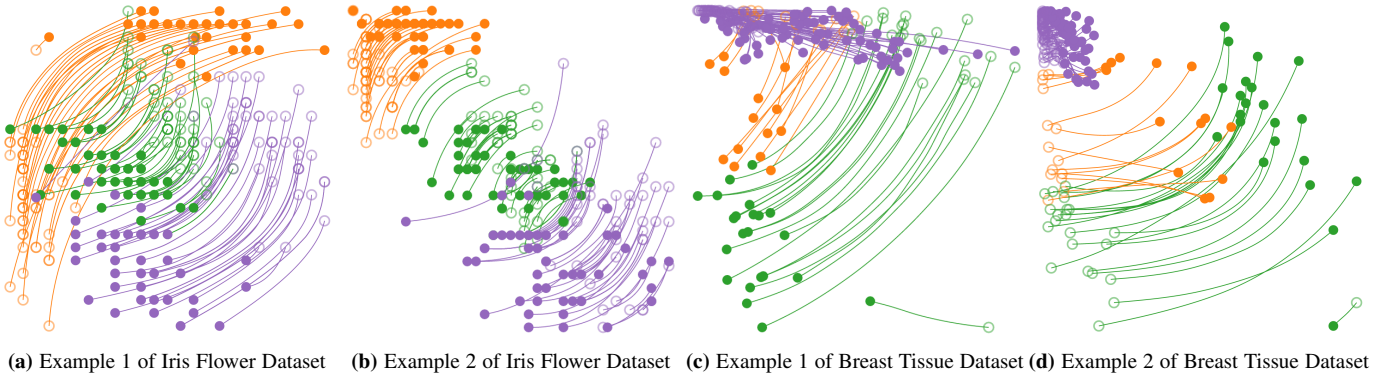 (a) Example 1 of Iris Flower Dataset (b) Example 2 of Iris Flower Dataset (c) Example 1 of Breast Tissue Dataset (d) Example 2 of Breast Tissue Dataset